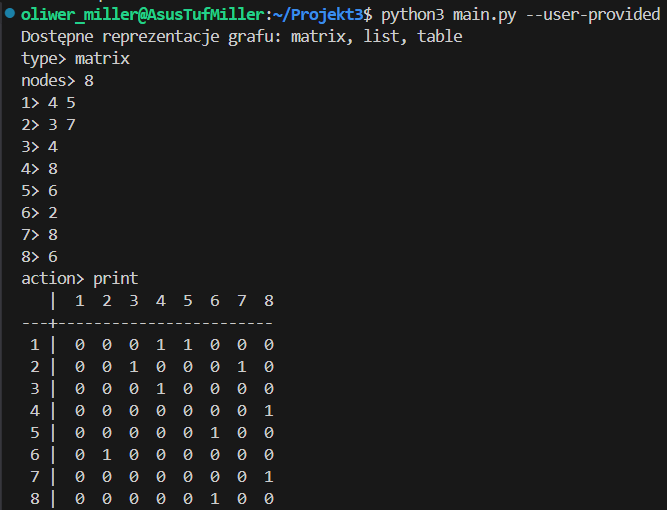 oliwer_miller@AsusTufMiller:~/Projekt3$ python3 main.py --user-provided
Dostępne reprezentacje grafu: matrix, list, table
type> matrix
nodes> 8
1> 4 5
2> 3 7
3> 4
4> 8
5> 6
6> 2
7> 8
8> 6
action> print
   |  1  2  3  4  5  6  7  8
---+------------------------
 1 |  0  0  0  1  1  0  0  0
 2 |  0  0  1  0  0  0  1  0
 3 |  0  0  0  1  0  0  0  0
 4 |  0  0  0  0  0  0  0  1
 5 |  0  0  0  0  0  1  0  0
 6 |  0  1  0  0  0  0  0  0
 7 |  0  0  0  0  0  0  0  1
 8 |  0  0  0  0  0  1  0  0